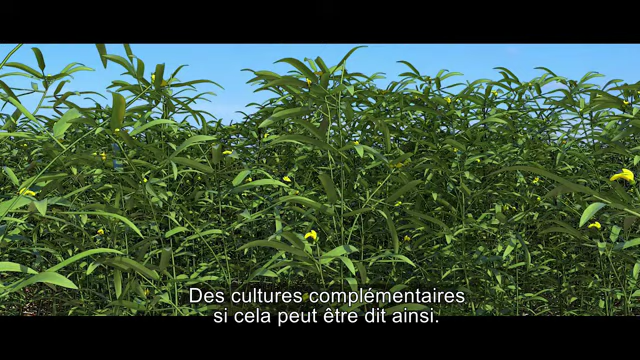 Des cultures complémentaires
si cela peut être dit ainsi.